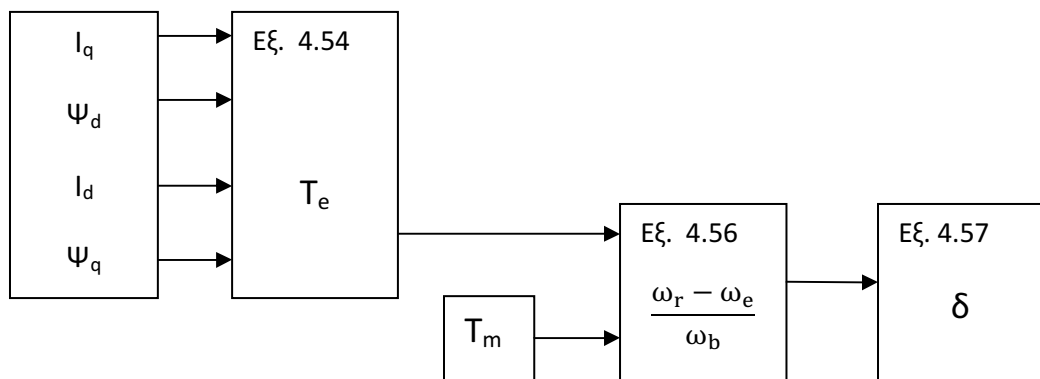 I_q
Ψ_d
I_d
Ψ_q
Εξ. 4.54
T_e
T_m
Εξ. 4.56
ω_r − ω_e
ω_b
Εξ. 4.57
δ